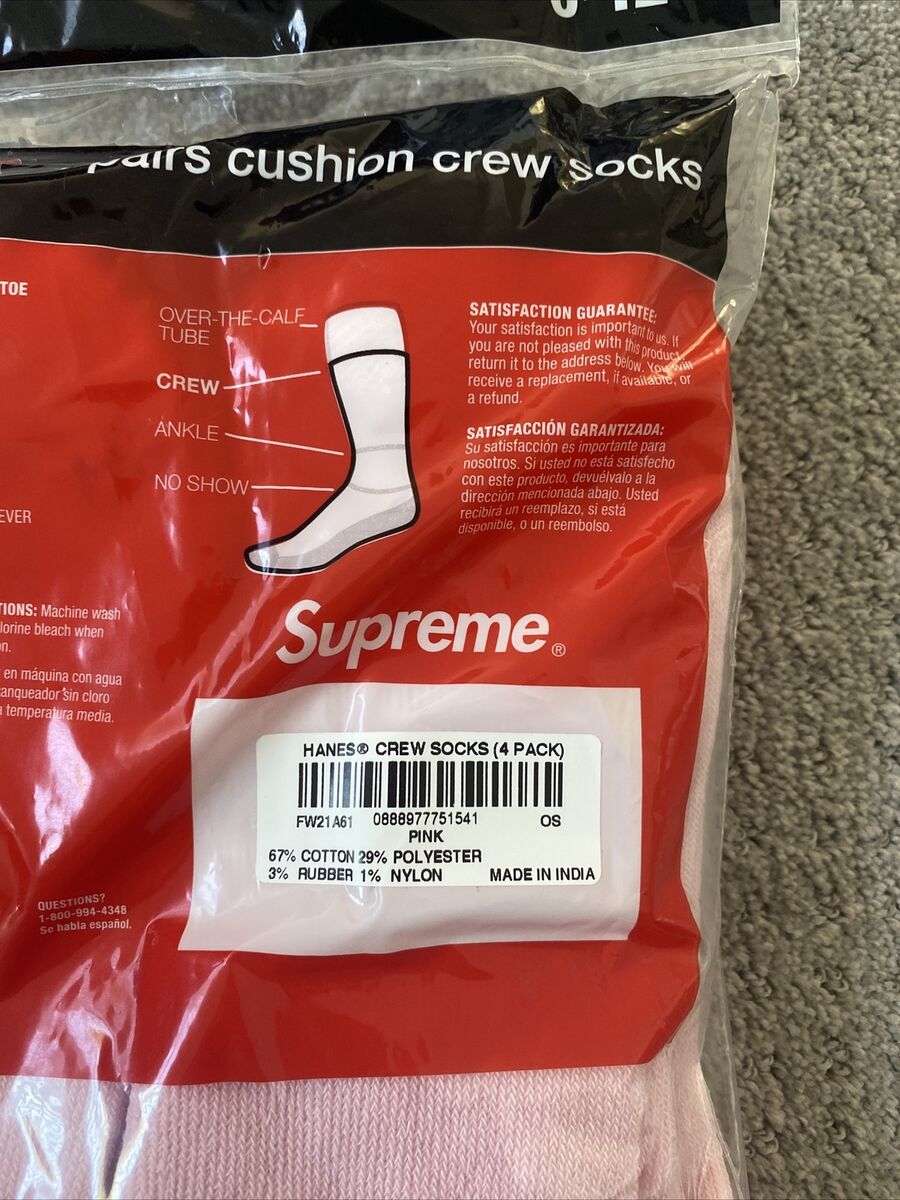 pairs cushion crew socks
TOE
OVER-THE-CALF
TUBE
CREW
ANKLE
NO SHOW
SATISFACTION GUARANTEE:
Your satisfaction is important to us. If
you are not pleased with this product,
return it to the address below. You will
receive a replacement, if available, or
a refund.
SATISFACCIÓN GARANTIZADA:
Su satisfacción es importante para
nosotros. Si usted no está satisfecho
con este producto, devuélvalo a la
dirección mencionada abajo. Usted
recibirá un reemplazo, si está
disponible, o un reembolso.
EVER
TIONS: Machine wash
lorine bleach when
n.
en máquina con agua
anqueador sin cloro
a temperatura media.
Supreme®
HANES® CREW SOCKS (4 PACK)
FW21A61 0888977751541 OS
PINK
67% COTTON 29% POLYESTER
3% RUBBER 1% NYLON MADE IN INDIA
QUESTIONS?
1-800-994-4348
Se habla español.